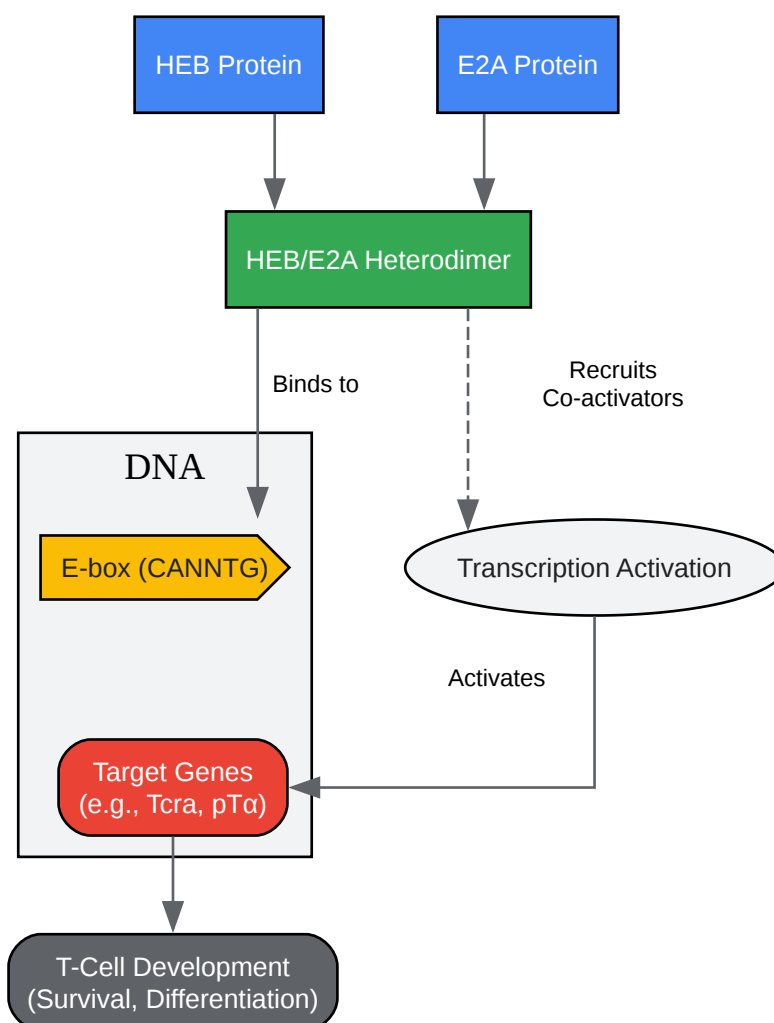 HEB Protein
E2A Protein
HEB/E2A Heterodimer
Binds to
Recruits
Co-activators
DNA
E-box (CANNTG)
Transcription Activation
Activates
Target Genes
(e.g., Tcra, pTα)
T-Cell Development
(Survival, Differentiation)